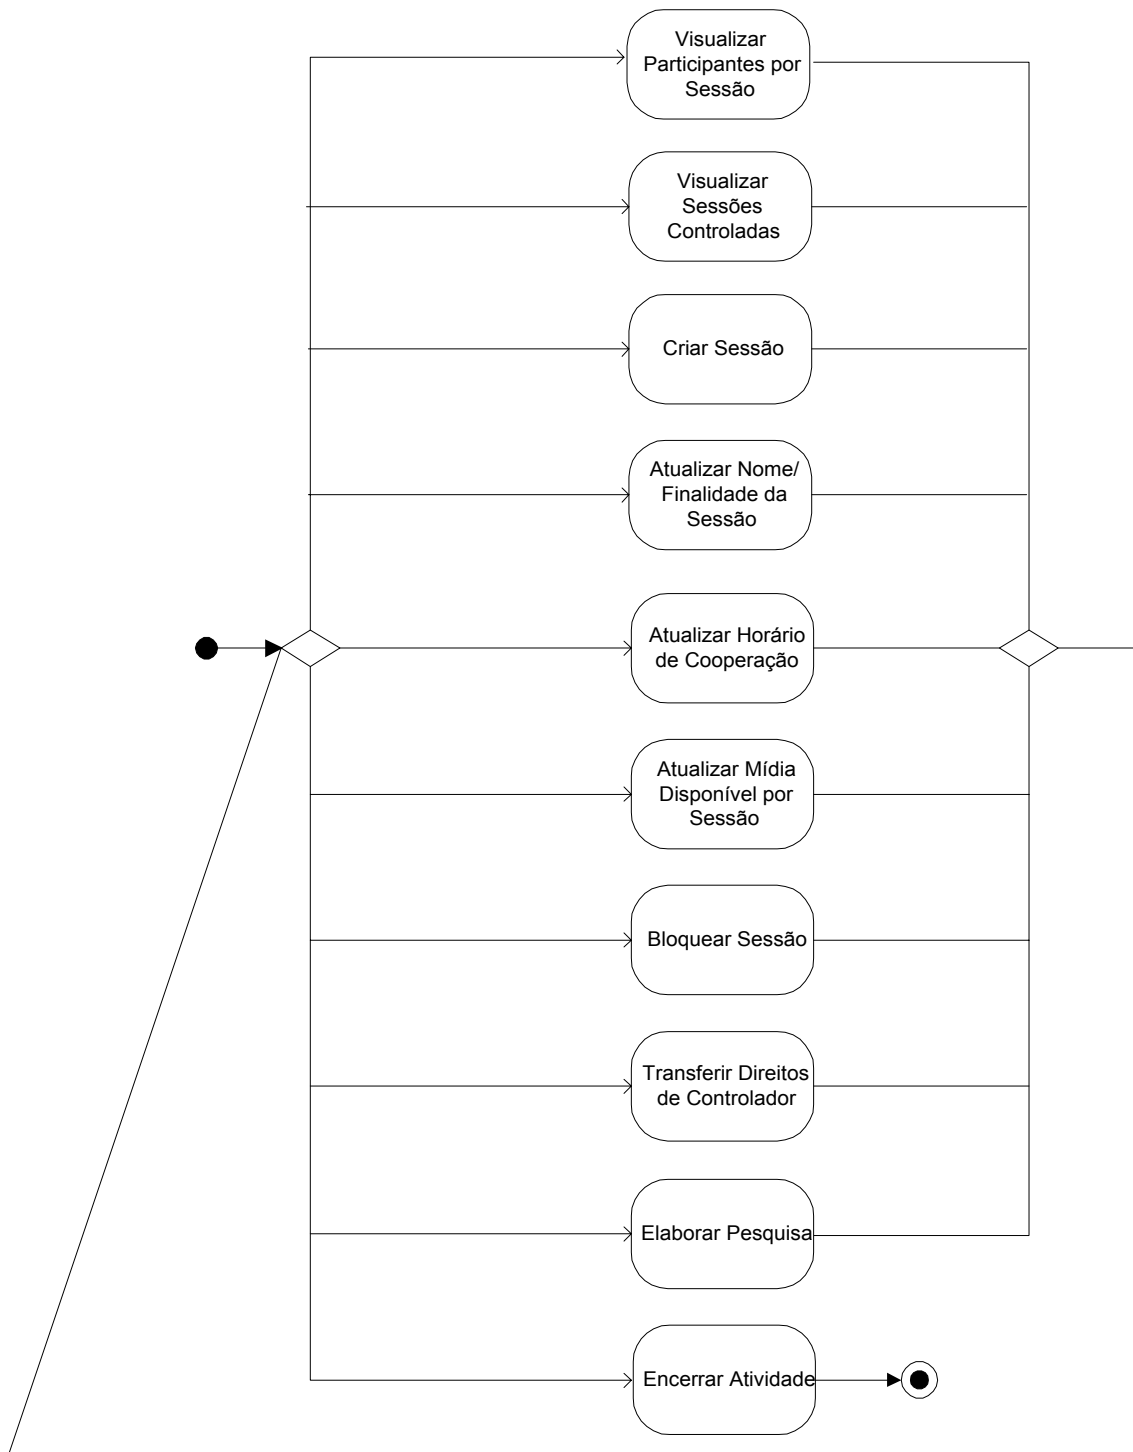 Visualizar
Participantes por
Sessão
Visualizar
Sessões
Controladas
Criar Sessão
Atualizar Nome/
Finalidade da
Sessão
Atualizar Horário
de Cooperação
Atualizar Mídia
Disponível por
Sessão
Bloquear Sessão
Transferir Direitos
de Controlador
Elaborar Pesquisa
Encerrar Atividade